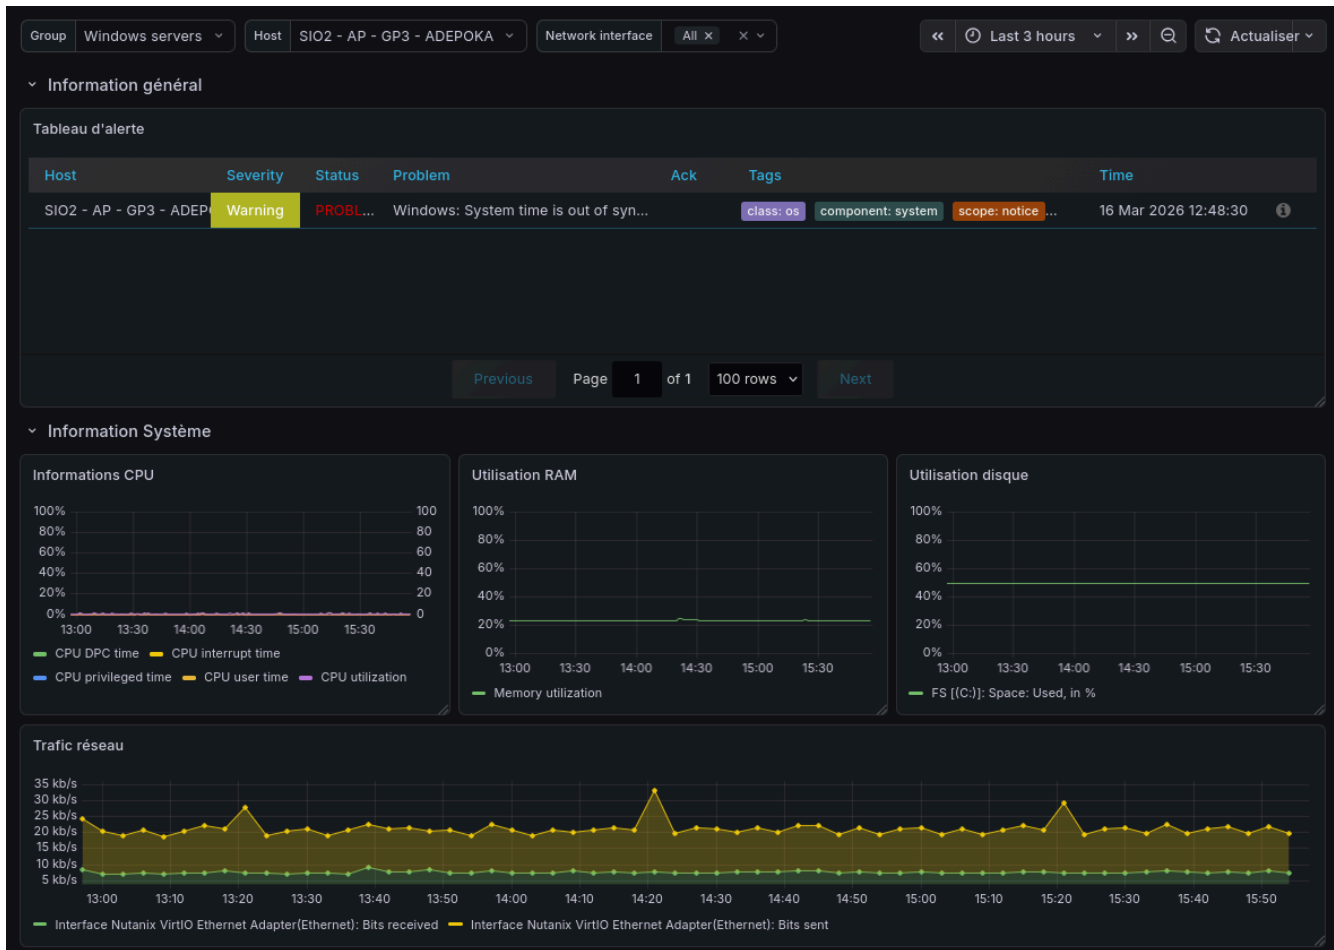 Group Windows servers Host SIO2 - AP - GP3 - ADEPOKA Network interface All Last 3 hours Actualiser
Information général
Tableau d'alerte
Host Severity Status Problem Ack Tags Time
SIO2 - AP - GP3 - ADEP Warning PROBL... Windows: System time is out of syn... class: os component: system scope: notice ... 16 Mar 2026 12:48:30
Previous Page 1 of 1 100 rows Next
Information Système
Informations CPU
100% 100
80% 80
60% 60
40% 40
20% 20
0% 0
13:00 13:30 14:00 14:30 15:00 15:30
CPU DPC time CPU interrupt time
CPU privileged time CPU user time CPU utilization
Utilisation RAM
100%
80%
60%
40%
20%
0%
13:00 13:30 14:00 14:30 15:00 15:30
Memory utilization
Utilisation disque
100%
80%
60%
40%
20%
0%
13:00 13:30 14:00 14:30 15:00 15:30
FS [(C:)]: Space: Used, in %
Trafic réseau
35 kb/s
30 kb/s
25 kb/s
20 kb/s
15 kb/s
10 kb/s
5 kb/s
13:00 13:10 13:20 13:30 13:40 13:50 14:00 14:10 14:20 14:30 14:40 14:50 15:00 15:10 15:20 15:30 15:40 15:50
Interface Nutanix VirtIO Ethernet Adapter(Ethernet): Bits received Interface Nutanix VirtIO Ethernet Adapter(Ethernet): Bits sent